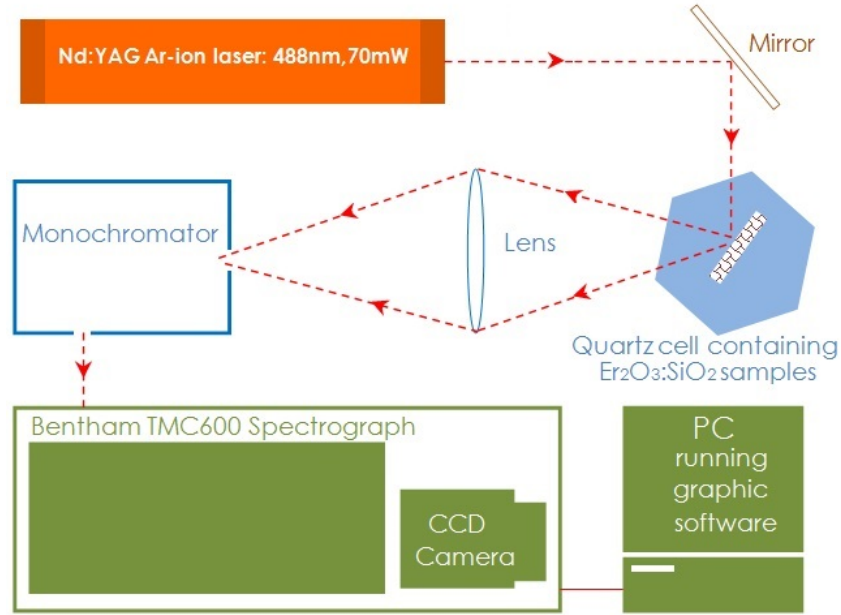 Nd:YAG Ar-ion laser: 488nm,70mW
Mirror
Monochromator
Lens
Quartz cell containing
Er₂O₃:SiO₂ samples
Bentham TMC600 Spectrograph
CCD
Camera
PC
running
graphic
software